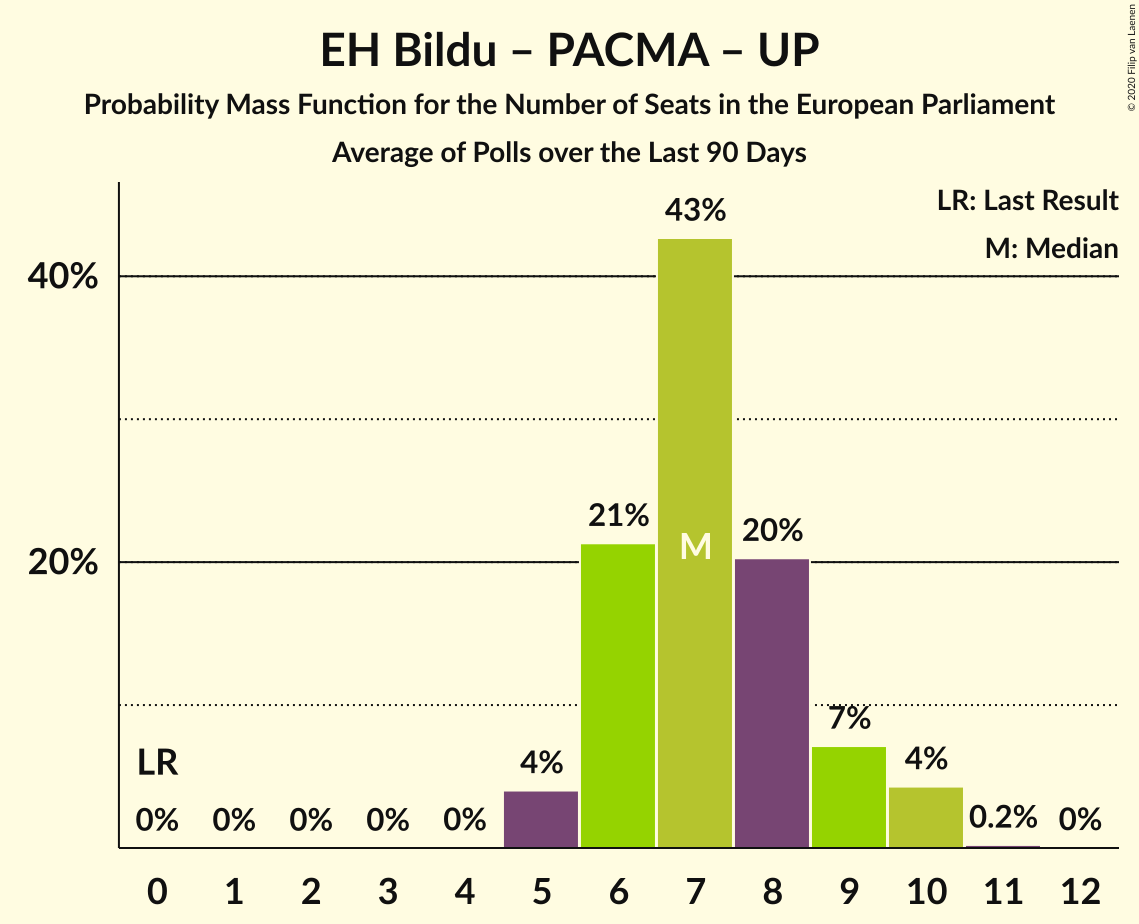 EH Bildu – PACMA – UP
Probability Mass Function for the Number of Seats in the European Parliament
Average of Polls over the Last 90 Days
© 2020 Filip van Laenen
LR: Last Result
M: Median
40%
20%
LR
0% 0% 0% 0% 0% 4% 21% 43% 20% 7% 4% 0.2% 0%
M
0 1 2 3 4 5 6 7 8 9 10 11 12